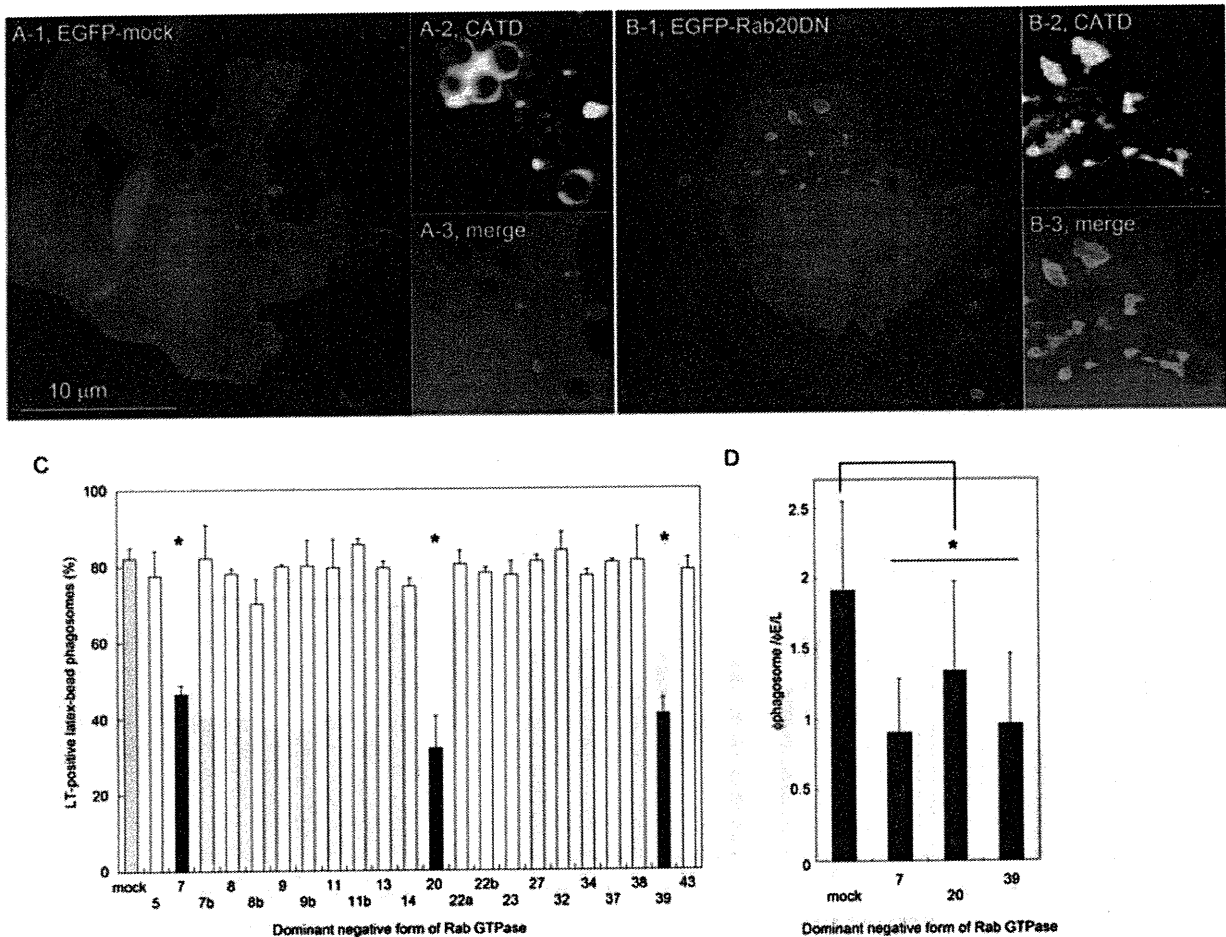 A-1, EGFP-mock
A-2, CATD
A-3, merge
10 μm
B-1, EGFP-Rab20DN
B-2, CATD
B-3, merge
C
LT-positive latex-bead phagosomes (%)
100
80
60
40
20
0
* * *
mock 7 8 9 11 13 20 22b 27 34 38 43
5 7b 8b 9b 11b 14 22a 23 32 37 39
Dominant negative form of Rab GTPase
D
ϕphagosome /ϕE/L
2.5
2
1.5
1
0.5
0
*
7 39
mock 20
Dominant negative form of Rab GTPase